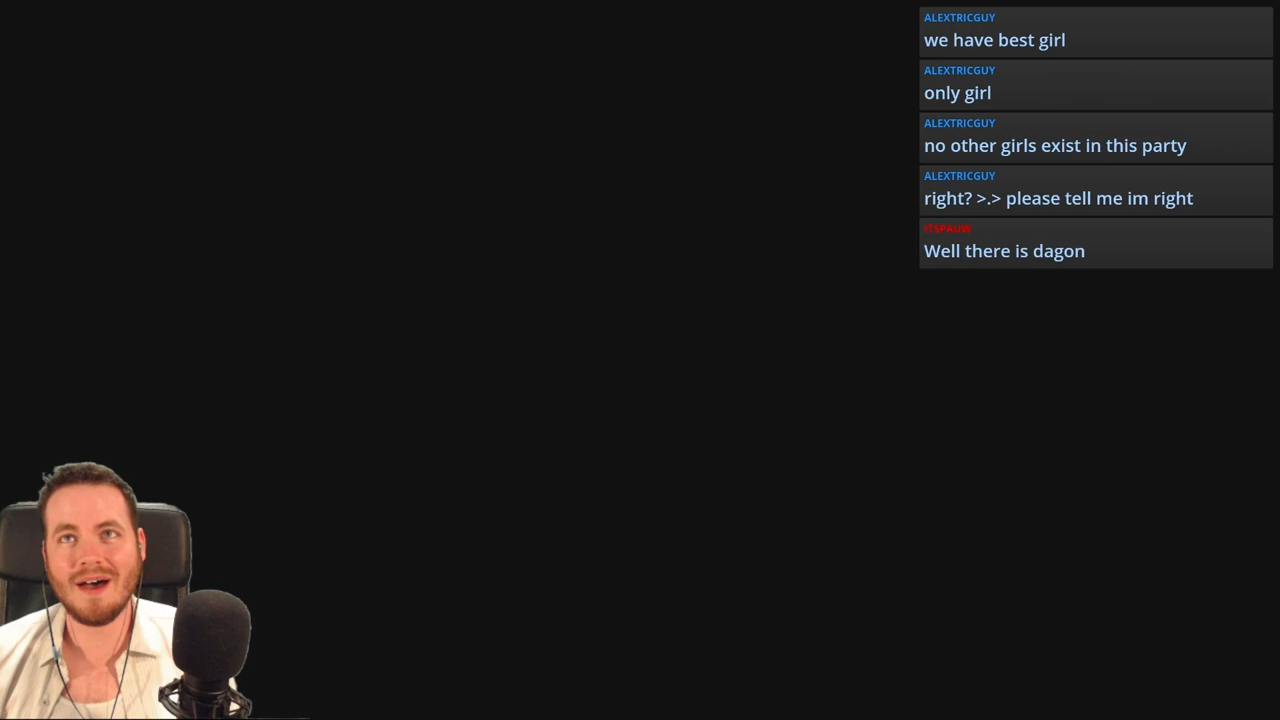 ALEXTRICGUY
we have best girl
ALEXTRICGUY
only girl
ALEXTRICGUY
no other girls exist in this party
ALEXTRICGUY
right? >.> please tell me im right
ITSPAUW
Well there is dagon